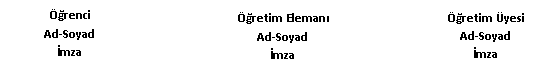 Öğrenci Öğretim Elemanı Öğretim Üyesi
Ad-Soyad Ad-Soyad Ad-Soyad
İmza İmza İmza